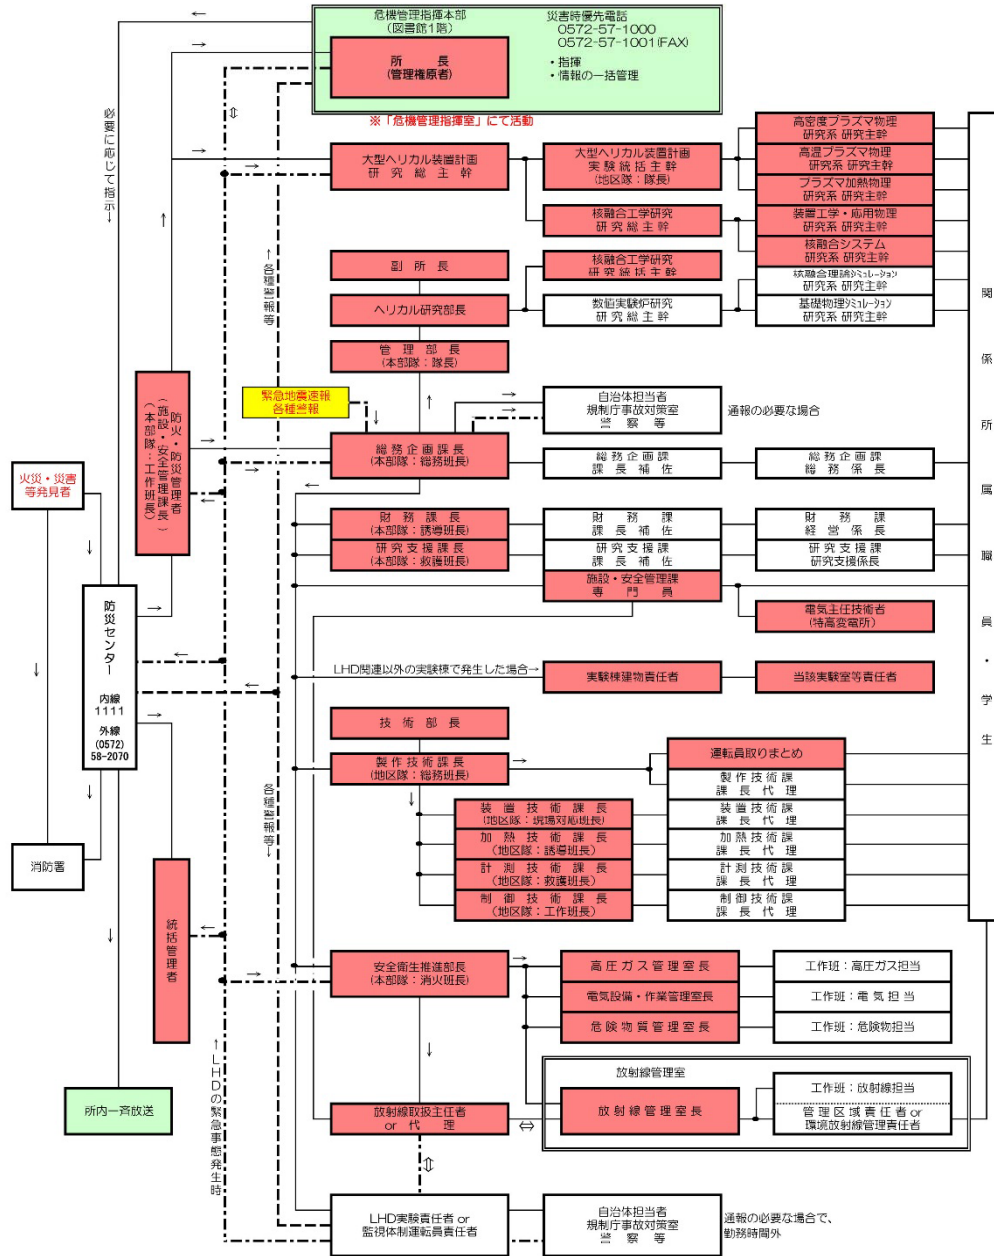 危機管理指揮本部
(図書館1階)
災害時優先電話
0572-57-1000
0572-57-1001(FAX)
・指揮
・情報の一括管理
所 長
(管理権原者)
※「危機管理指揮室」にて活動
必要に応じて指示→
大型ヘリカル装置計画
研究総主幹
大型ヘリカル装置計画
実験統括主幹
(地区隊:隊長)
高密度プラズマ物理
研究系 研究主幹
高温プラズマ物理
研究系 研究主幹
プラズマ加熱物理
研究系 研究主幹
核融合工学研究
研究総主幹
装置工学・応用物理
研究系 研究主幹
核融合システム
研究系 研究主幹
副所長
核融合工学研究
研究統括主幹
核融合理論シミュレーション
研究系 研究主幹
ヘリカル研究部長
数値実験炉研究
研究総主幹
基礎物理シミュレーション
研究系 研究主幹
←各種警報等→
管理部長
(本部隊:隊長)
緊急地震速報
各種警報
自治体担当者
規制庁事故対策室
警察等
通報の必要な場合
防火・防災管理者
(施設・安全管理課長)
(本部隊:工作班長)
総務企画課長
(本部隊:総務班長)
総務企画課
課長補佐
総務企画課
総務係長
関係所属職員・学生
火災・災害
等発見者
財務課長
(本部隊:誘導班長)
財務課
課長補佐
財務課
経営係長
研究支援課長
(本部隊:救護班長)
研究支援課
課長補佐
研究支援課
研究支援係長
施設・安全管理課
専門員
電気主任技術者
(特高変電所)
防災センター
内線
1111
外線
(0572)
58-2070
LHD関連以外の実験棟で発生した場合→
実験棟建物責任者
当該実験室等責任者
技術部長
製作技術課長
(地区隊:総務班長)
運転員取りまとめ
製作技術課
課長代理
各種警報等→
装置技術課長
(地区隊:現場対応班長)
装置技術課
課長代理
加熱技術課長
(地区隊:誘導班長)
加熱技術課
課長代理
計測技術課長
(地区隊:救護班長)
計測技術課
課長代理
制御技術課長
(地区隊:工作班長)
制御技術課
課長代理
消防署
統括管理者
安全衛生推進部長
(本部隊:消火班長)
高圧ガス管理室長
工作班:高圧ガス担当
電気設備・作業管理室長
工作班:電気担当
危険物質管理室長
工作班:危険物担当
←LHDの緊急事態発生時
放射線管理室
所内一斉放送
放射線取扱主任者
or 代理
放射線管理室長
工作班:放射線担当
管理区域責任者or
環境放射線管理責任者
LHD実験責任者 or
監視体制運転員責任者
自治体担当者
規制庁事故対策室
警察等
通報の必要な場合で、
勤務時間外